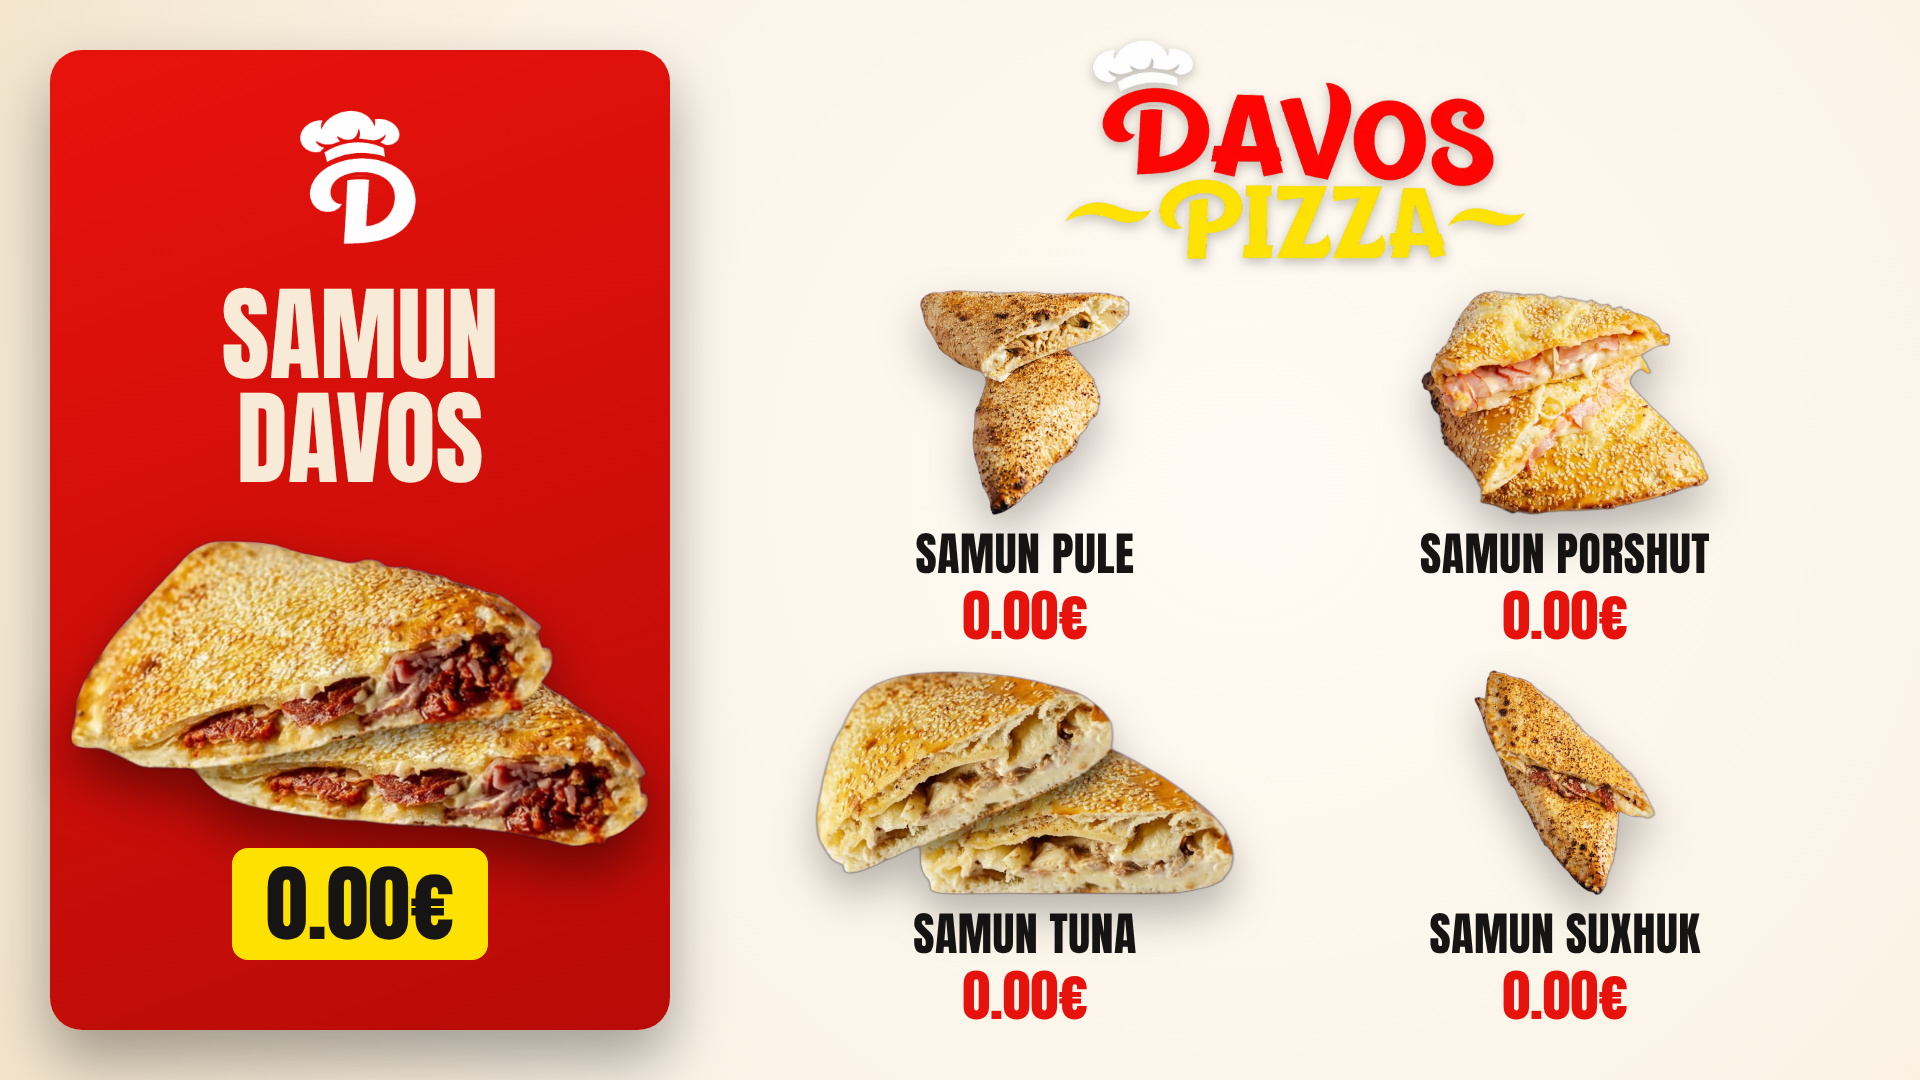 D
SAMUN
DAVOS
0.00€
DAVOS
~PIZZA~
SAMUN PULE
0.00€
SAMUN PORSHUT
0.00€
SAMUN TUNA
0.00€
SAMUN SUXHUK
0.00€